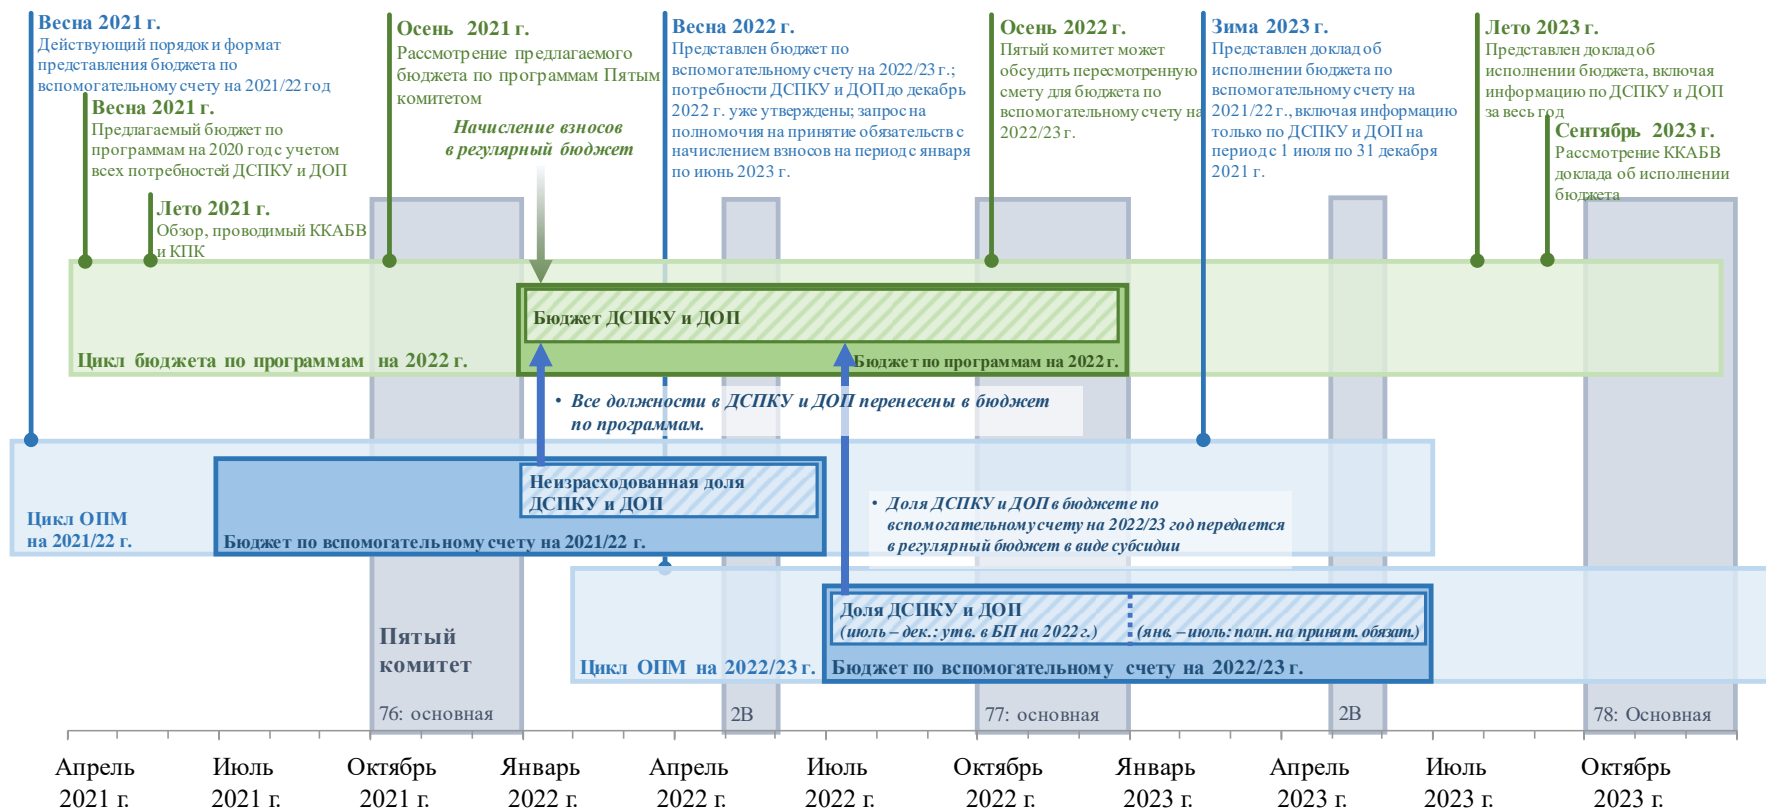 Весна 2021 г.
Действующий порядок и формат
представления бюджета по
вспомогательному счету на 2021/22 год
Весна 2021 г.
Предлагаемый бюджет по
программам на 2020 год с учетом
всех потребностей ДСПКУ и ДОП
Лето 2021 г.
Обзор, проводимый ККАБВ
и КПК
Осень 2021 г.
Рассмотрение предлагаемого
бюджета по программам Пятым
комитетом
Начисление взносов
в регулярный бюджет
Весна 2022 г.
Представлен бюджет по
вспомогательному счету на 2022/23 г.;
потребности ДСПКУ и ДОП до декабрь
2022 г. уже утверждены; запрос на
полномочия на принятие обязательств с
начислением взносов на период с января
по июнь 2023 г.
Осень 2022 г.
Пятый комитет может
обсудить пересмотренную
смету для бюджета по
вспомогательному счету на
2022/23 г.
Зима 2023 г.
Представлен доклад об
исполнении бюджета по
вспомогательному счету на
2021/22 г., включая информацию
только по ДСПКУ и ДОП на
период с 1 июля по 31 декабря
2021 г.
Лето 2023 г.
Представлен доклад об
исполнении бюджета, включая
информацию по ДСПКУ и ДОП
за весь год
Сентябрь 2023 г.
Рассмотрение ККАБВ
доклада об исполнении
бюджета
Бюджет ДСПКУ и ДОП
Цикл бюджета по программам на 2022 г.
Бюджет по программам на 2022 г.
• Все должности в ДСПКУ и ДОП перенесены в бюджет
по программам.
Неизрасходованная доля
ДСПКУ и ДОП
Цикл ОПМ
на 2021/22 г.
Бюджет по вспомогательному счету на 2021/22 г.
• Доля ДСПКУ и ДОП в бюджете по
вспомогательному счету на 2022/23 год передается
в регулярный бюджет в виде субсидии
Доля ДСПКУ и ДОП
(июль – дек.: утв. в БП на 2022 г.)
(янв. – июль: полн. на принят. обязат.)
Цикл ОПМ на 2022/23 г.
Бюджет по вспомогательному счету на 2022/23 г.
Пятый
комитет
76: основная
2В
77: основная
2В
78: Основная
Апрель
2021 г.
Июль
2021 г.
Октябрь
2021 г.
Январь
2022 г.
Апрель
2022 г.
Июль
2022 г.
Октябрь
2022 г.
Январь
2023 г.
Апрель
2023 г.
Июль
2023 г.
Октябрь
2023 г.